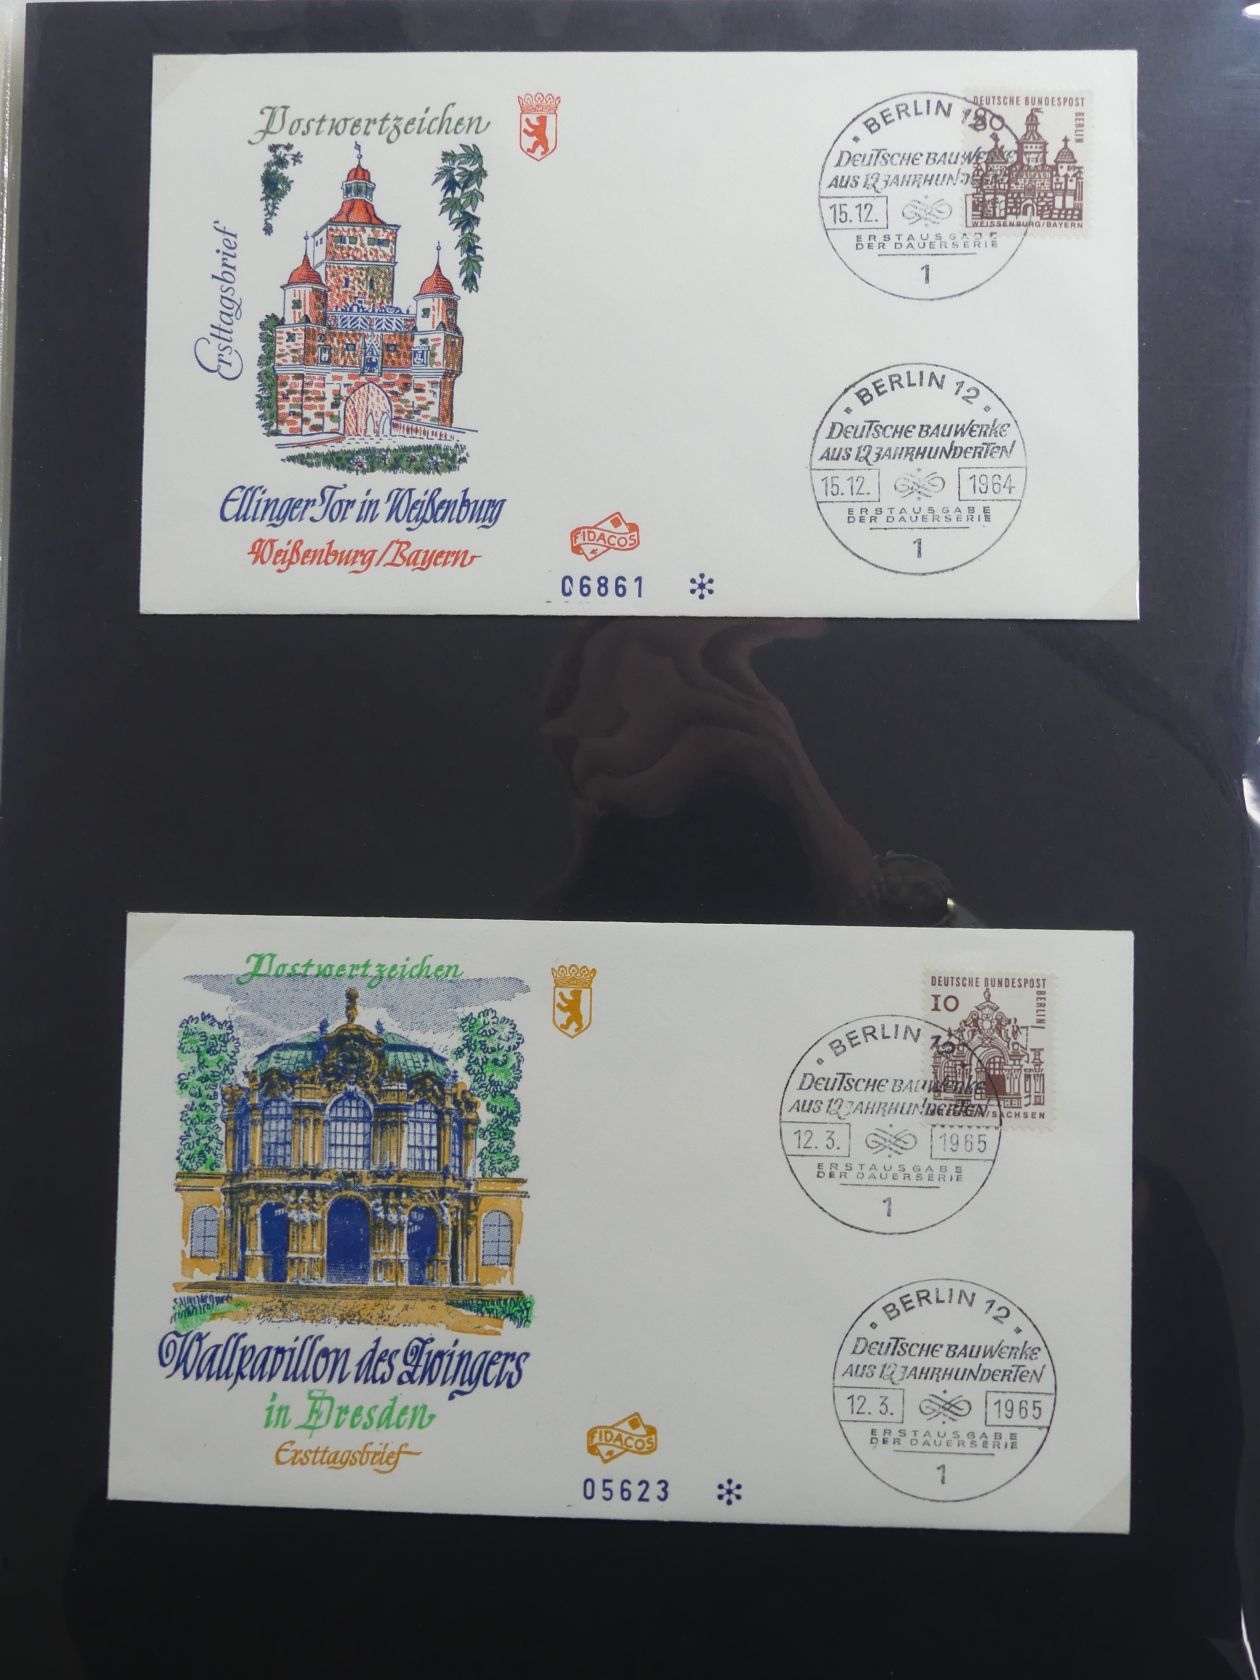 Postwertzeichen
Ersttagsbrief
Ellinger Tor in Weißenburg
Weißenburg/Bayern
FIDACOS
06861
DEUTSCHE BUNDESPOST
BERLIN
80
WEISSENBURG/BAYERN
BERLIN 12
DEUTSCHE BAUWERKE
AUS 12 JAHRHUNDERTEN
15.12.
ERSTAUSGABE
DER DAUERSERIE
1
BERLIN 12
DEUTSCHE BAUWERKE
AUS 12 JAHRHUNDERTEN
15.12. 1964
ERSTAUSGABE
DER DAUERSERIE
1
Postwertzeichen
Wallpavillon des Zwingers
in Dresden
Ersttagsbrief
FIDACOS
05623
DEUTSCHE BUNDESPOST
BERLIN
10
/SACHSEN
BERLIN 12
DEUTSCHE BAUWERKE
AUS 12 JAHRHUNDERTEN
12.3. 1965
ERSTAUSGABE
DER DAUERSERIE
1
BERLIN 12
DEUTSCHE BAUWERKE
AUS 12 JAHRHUNDERTEN
12.3. 1965
ERSTAUSGABE
DER DAUERSERIE
1